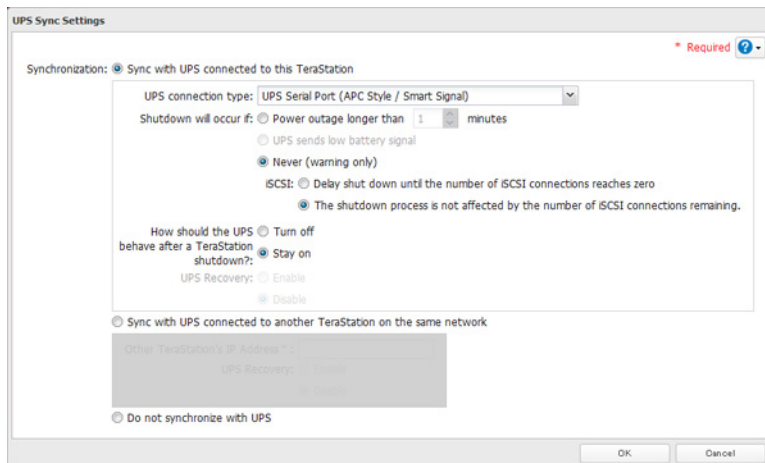 UPS Sync Settings
* Required
Synchronization: Sync with UPS connected to this TeraStation
UPS connection type: UPS Serial Port (APC Style / Smart Signal)
Shutdown will occur if: Power outage longer than 1 minutes
UPS sends low battery signal
Never (warning only)
iSCSI: Delay shut down until the number of iSCSI connections reaches zero
The shutdown process is not affected by the number of iSCSI connections remaining.
How should the UPS behave after a TeraStation shutdown?: Turn off
Stay on
UPS Recovery: Enable
Disable
Sync with UPS connected to another TeraStation on the same network
Other TeraStation's IP Address * :
UPS Recovery: Enable
Disable
Do not synchronize with UPS
OK Cancel